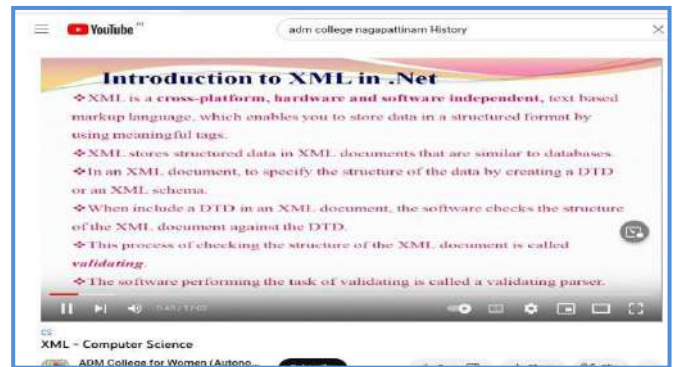 YouTube IN
adm college nagapattinam History
Introduction to XML in .Net
❖XML is a cross-platform, hardware and software independent, text based
markup language, which enables you to store data in a structured format by
using meaningful tags.
❖XML stores structured data in XML documents that are similar to databases.
❖In an XML document, to specify the structure of the data by creating a DTD
or an XML schema.
❖When include a DTD in an XML document, the software checks the structure
of the XML document against the DTD.
❖This process of checking the structure of the XML document is called
validating.
❖The software performing the task of validating is called a validating parser.
CS
XML - Computer Science
ADM College for Women (Autono...